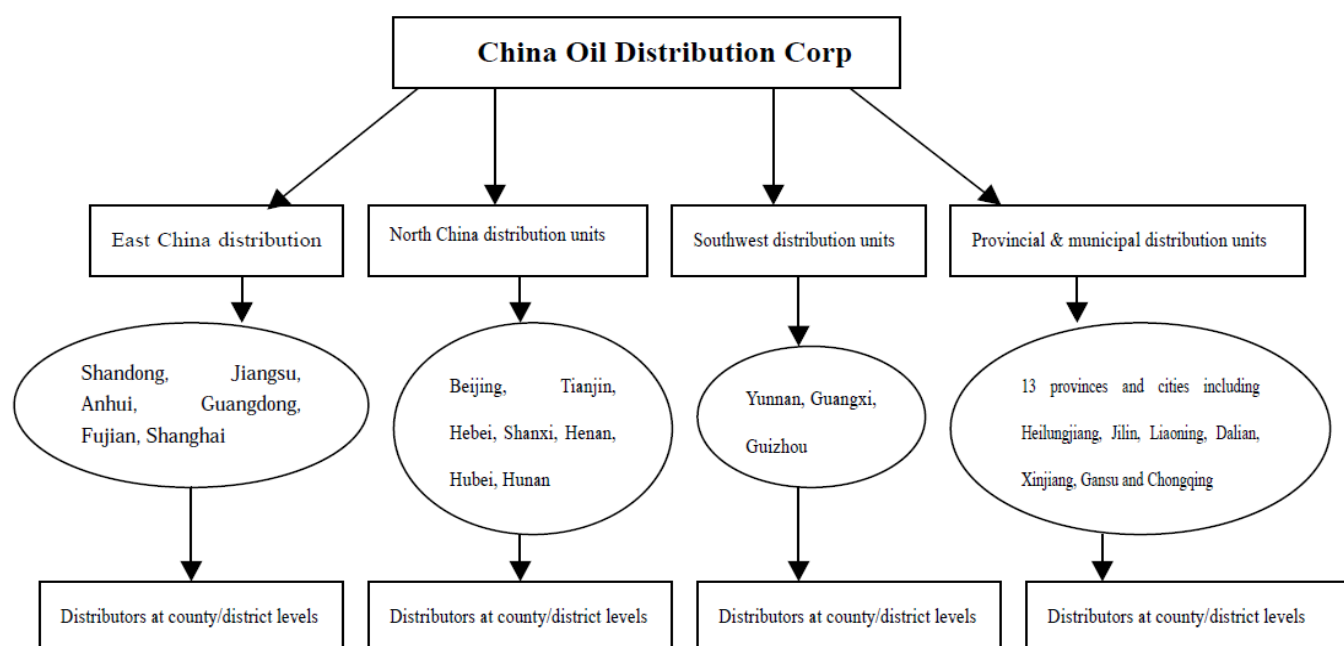 China Oil Distribution Corp
East China distribution
North China distribution units
Southwest distribution units
Provincial & municipal distribution units
Shandong, Jiangsu,
Anhui, Guangdong,
Fujian, Shanghai
Beijing, Tianjin,
Hebei, Shanxi, Henan,
Hubei, Hunan
Yunnan, Guangxi,
Guizhou
13 provinces and cities including
Heilungjiang, Jilin, Liaoning, Dalian,
Xinjiang, Gansu and Chongqing
Distributors at county/district levels
Distributors at county/district levels
Distributors at county/district levels
Distributors at county/district levels